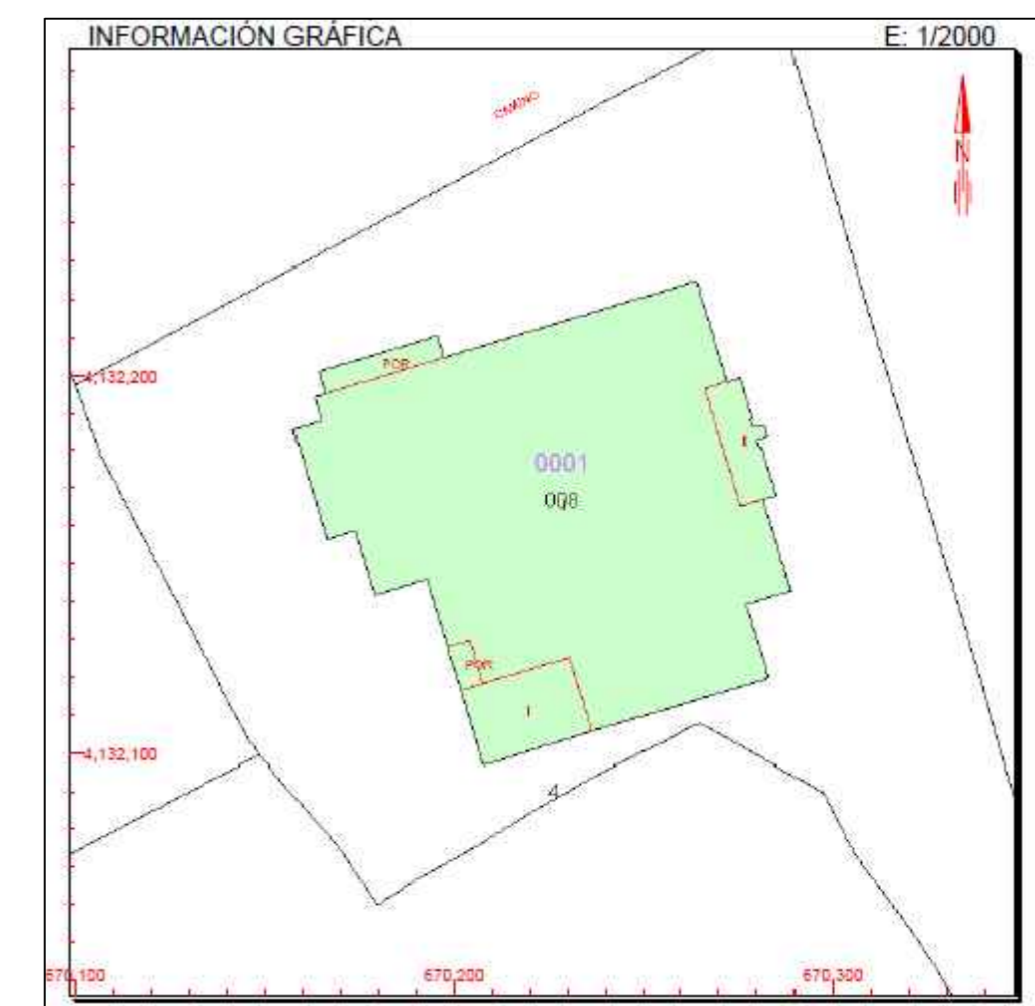 INFORMACIÓN GRÁFICA E: 1/2000
CAMINO
N
POR
4,132,200
I
0001
008
POR
I
4,132,100
4
670,100 670,200 670,300